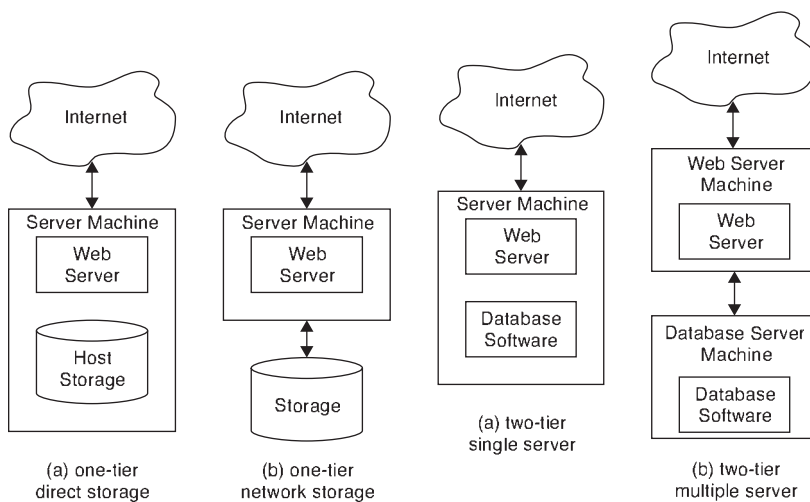 Internet
Server Machine
Web
Server
Host
Storage
(a) one-tier
direct storage
Internet
Server Machine
Web
Server
Storage
(b) one-tier
network storage
Internet
Server Machine
Web
Server
Database
Software
(a) two-tier
single server
Internet
Web Server
Machine
Web
Server
Database Server
Machine
Database
Software
(b) two-tier
multiple server